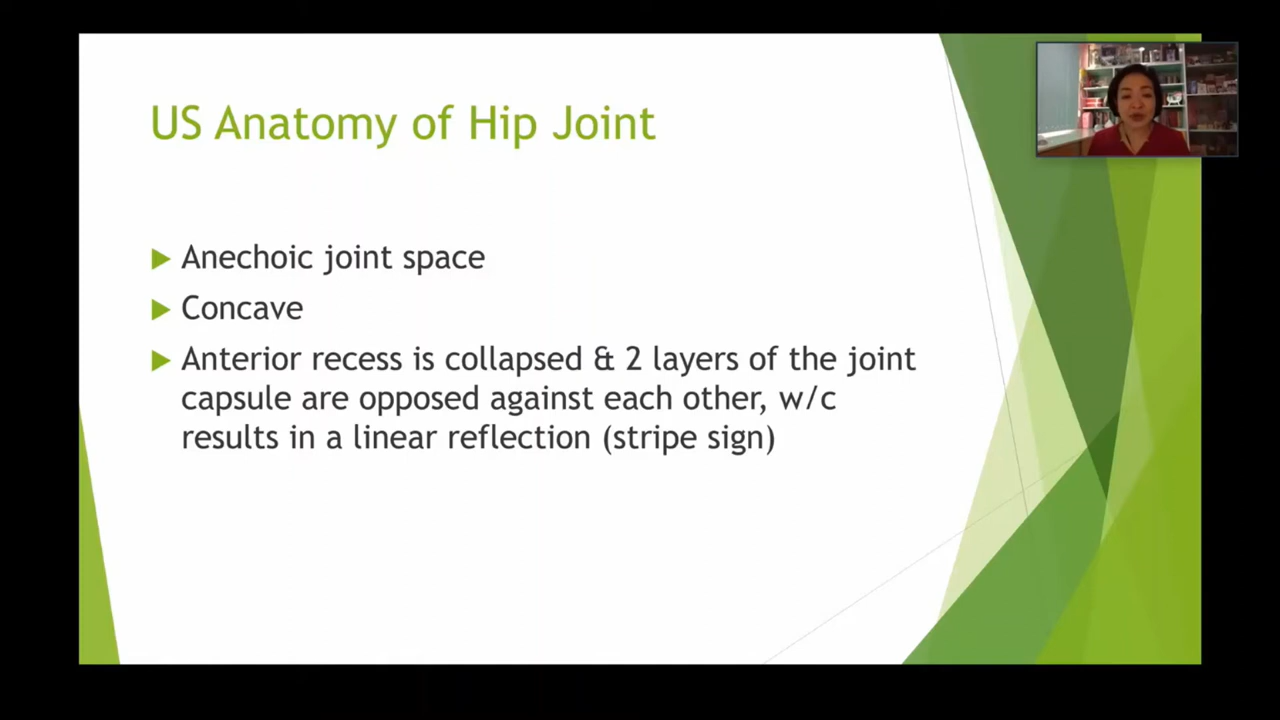 US Anatomy of Hip Joint
Anechoic joint space
Concave
Anterior recess is collapsed & 2 layers of the joint
capsule are opposed against each other, w/c
results in a linear reflection (stripe sign)